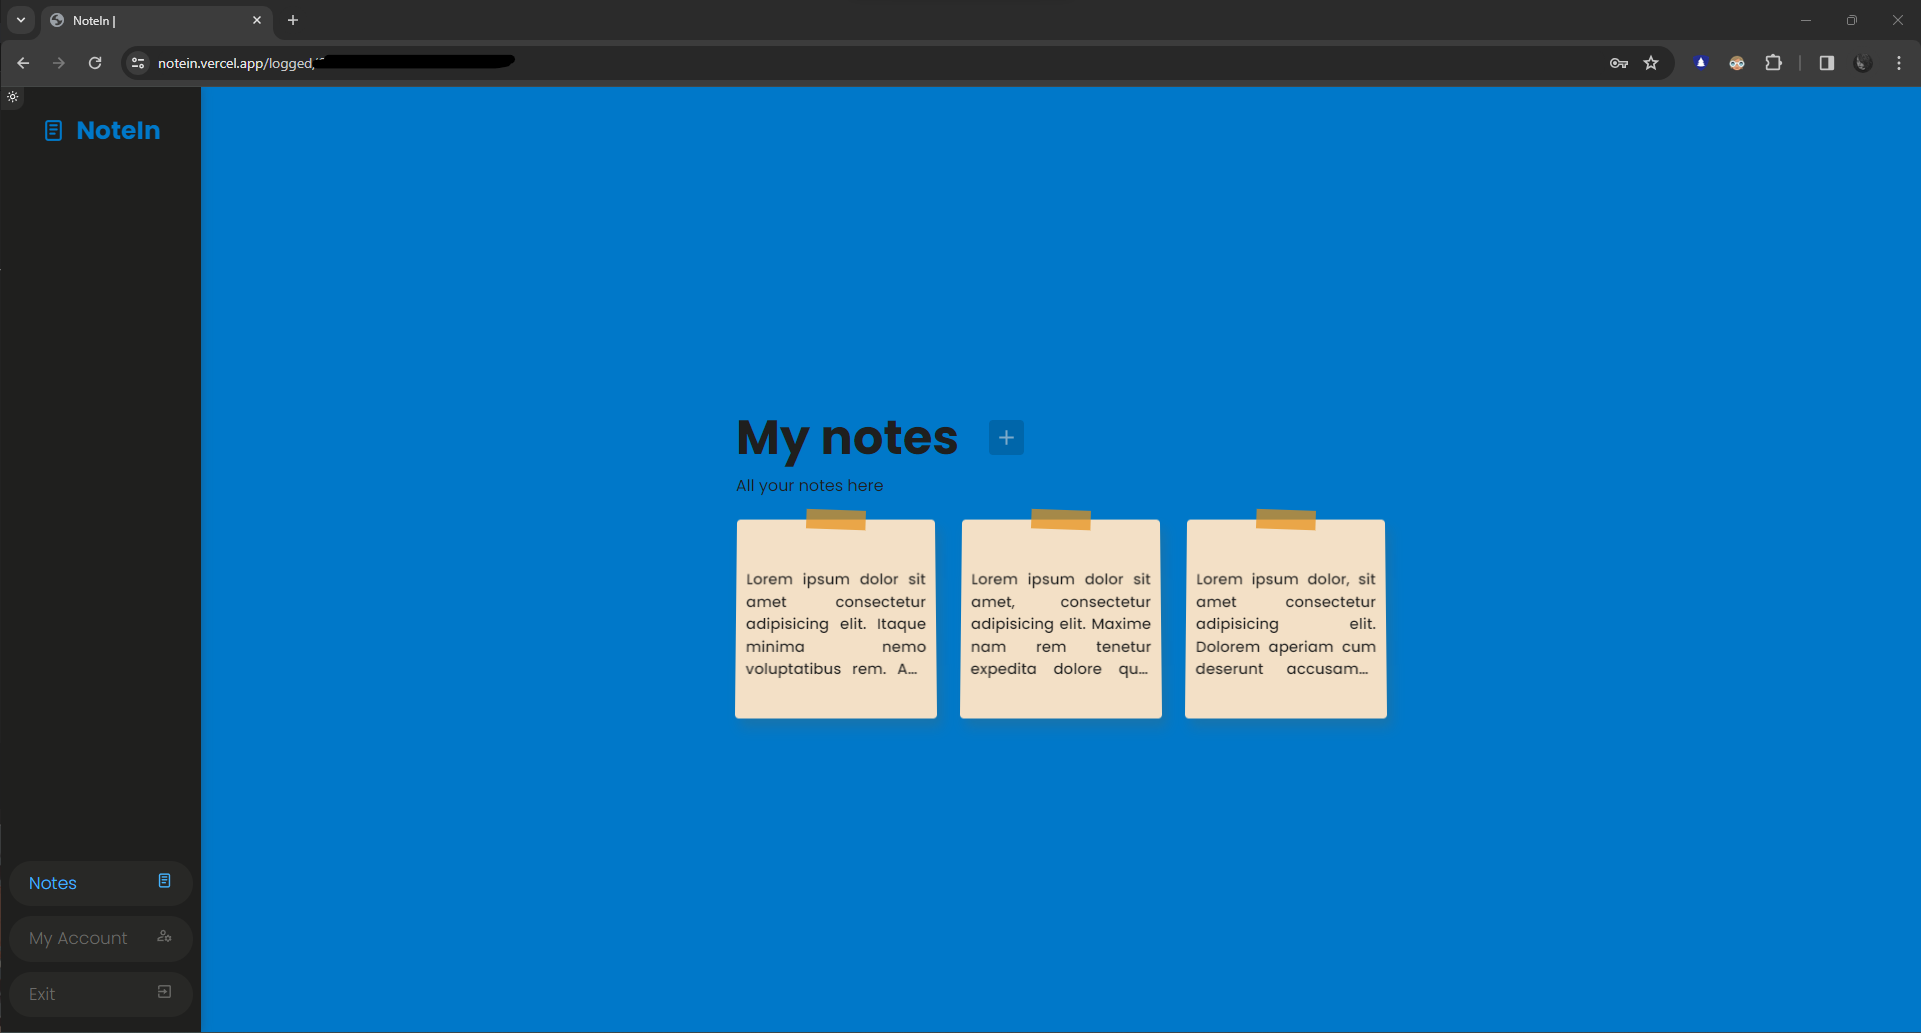 NoteIn |
notein.vercel.app/logged/
NoteIn
My notes
All your notes here
Lorem ipsum dolor sit
amet consectetur
adipisicing elit. Itaque
minima nemo
voluptatibus rem. A...
Lorem ipsum dolor sit
amet, consectetur
adipisicing elit. Maxime
nam rem tenetur
expedita dolore qu...
Lorem ipsum dolor, sit
amet consectetur
adipisicing elit.
Dolorem aperiam cum
deserunt accusam...
Notes
My Account
Exit